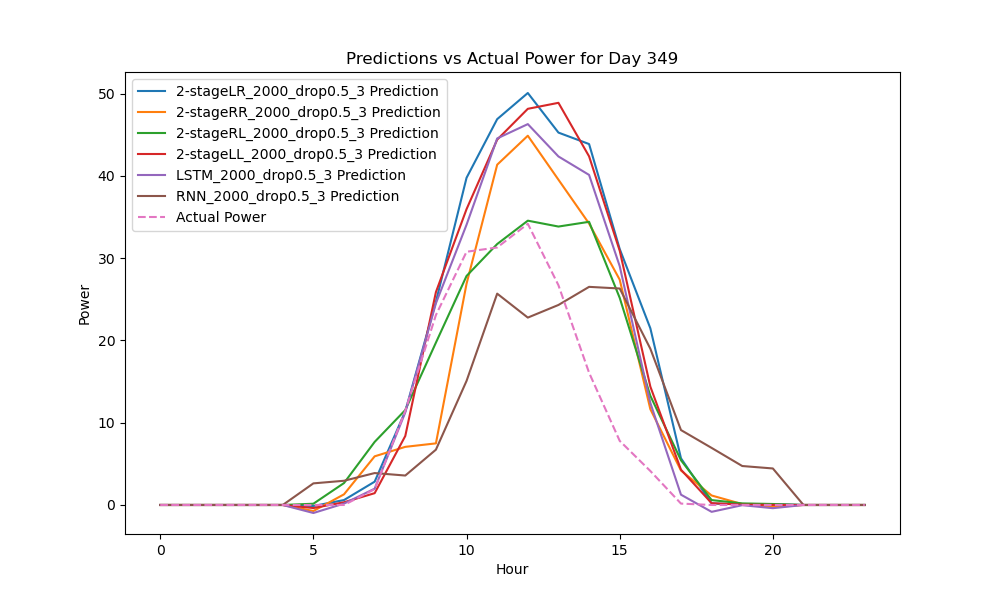 Predictions vs Actual Power for Day 349
2-stageLR_2000_drop0.5_3 Prediction
2-stageRR_2000_drop0.5_3 Prediction
2-stageRL_2000_drop0.5_3 Prediction
2-stageLL_2000_drop0.5_3 Prediction
LSTM_2000_drop0.5_3 Prediction
RNN_2000_drop0.5_3 Prediction
Actual Power
50
40
30
20
10
0
Power
0 5 10 15 20
Hour